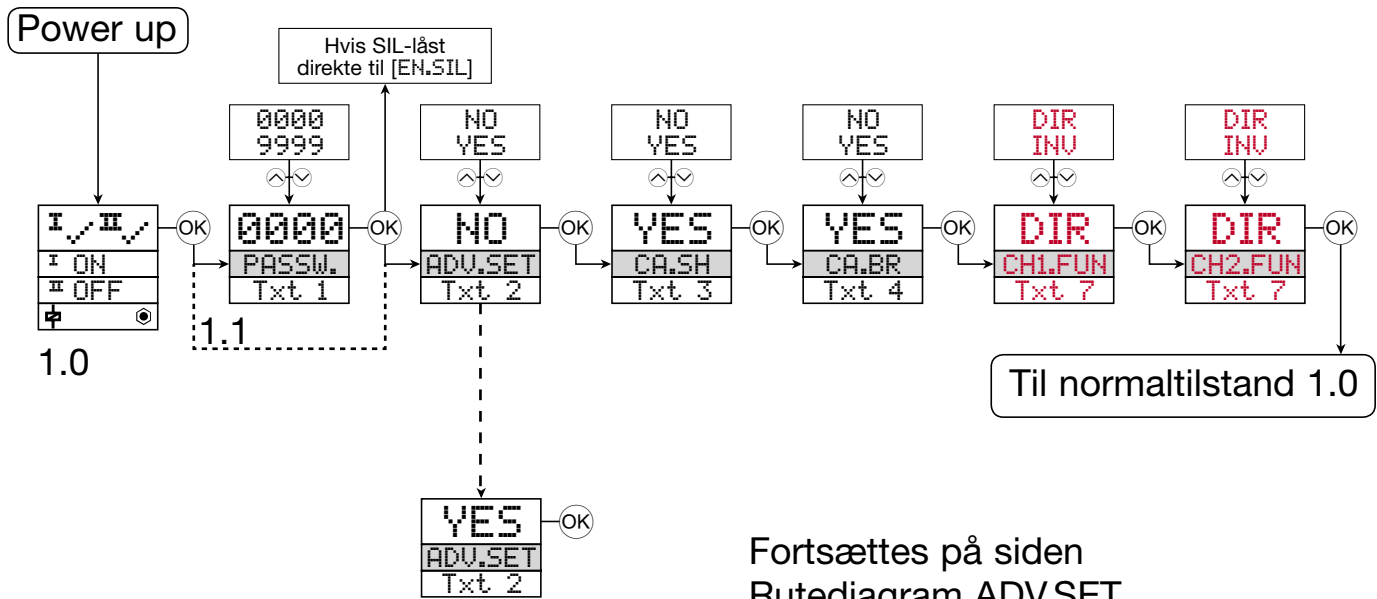 Power up
Hvis SIL-låst
direkte til [EN.SIL]
0000
9999
NO
YES
NO
YES
NO
YES
DIR
INV
DIR
INV
I II
I ON
II OFF
OK
0000
PASSW.
Txt 1
OK
NO
ADV.SET
Txt 2
OK
YES
CA.SH
Txt 3
OK
YES
CA.BR
Txt 4
OK
DIR
CH1.FUN
Txt 7
OK
DIR
CH2.FUN
Txt 7
OK
1.1
1.0
Til normaltilstand 1.0
YES
ADV.SET
Txt 2
OK
Fortsættes på siden
Rutediagram ADV.SET